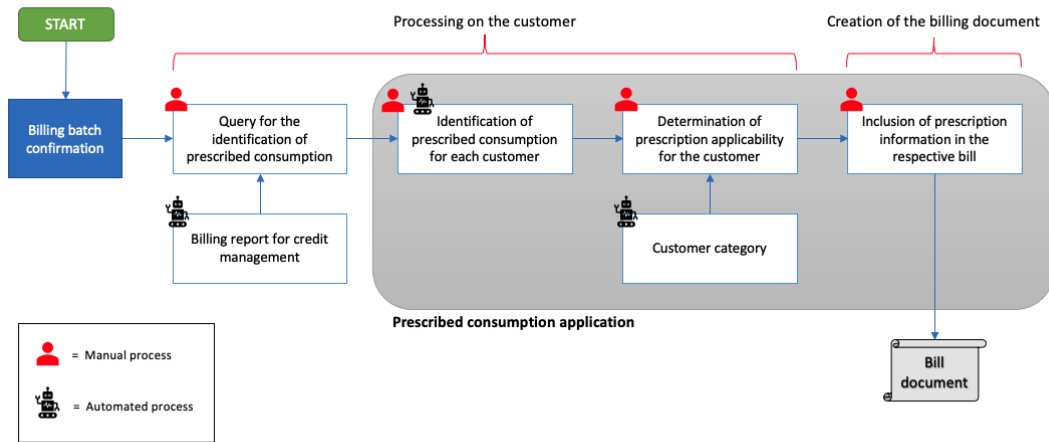 Processing on the customer
Creation of the billing document
START
Billing batch
confirmation
Query for the
identification of
prescribed consumption
Identification of
prescribed consumption
for each customer
Determination of
prescription applicability
for the customer
Inclusion of prescription
information in the
respective bill
Billing report for credit
management
Customer category
Prescribed consumption application
= Manual process
= Automated process
Bill
document